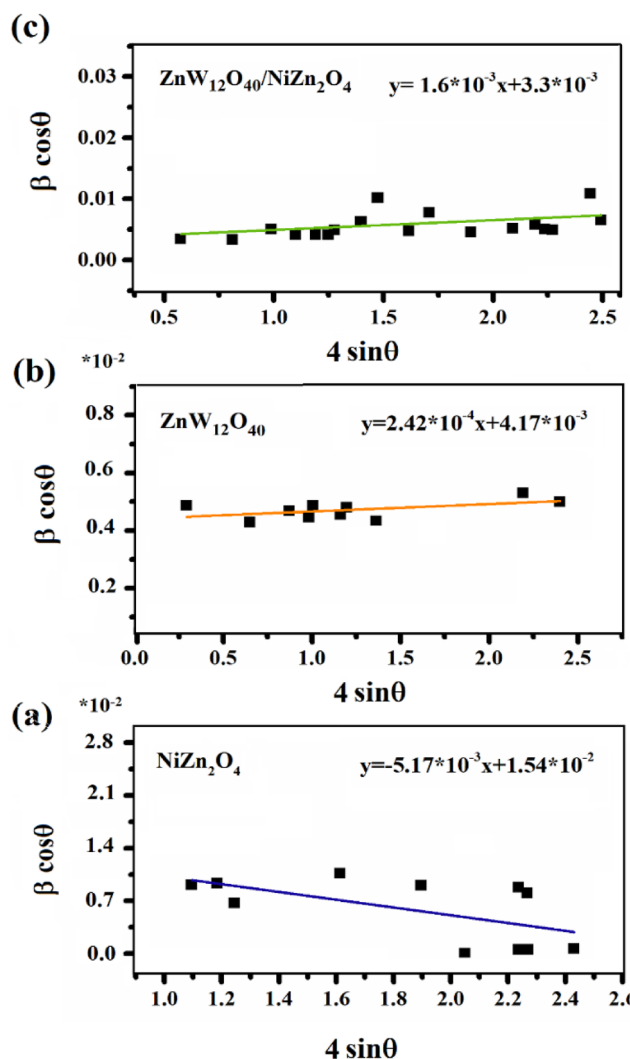 (c)
ZnW₁₂O₄₀/NiZn₂O₄
y= 1.6*10⁻³x+3.3*10⁻³
0.03
0.02
0.01
0.00
β cosθ
0.5 1.0 1.5 2.0 2.5
4 sinθ
(b)
*10⁻²
ZnW₁₂O₄₀
y=2.42*10⁻⁴x+4.17*10⁻³
0.8
0.6
0.4
0.2
β cosθ
0.0 0.5 1.0 1.5 2.0 2.5
4 sinθ
(a)
*10⁻²
NiZn₂O₄
y=-5.17*10⁻³x+1.54*10⁻²
2.8
2.1
1.4
0.7
0.0
β cosθ
1.0 1.2 1.4 1.6 1.8 2.0 2.2 2.4 2.6
4 sinθ